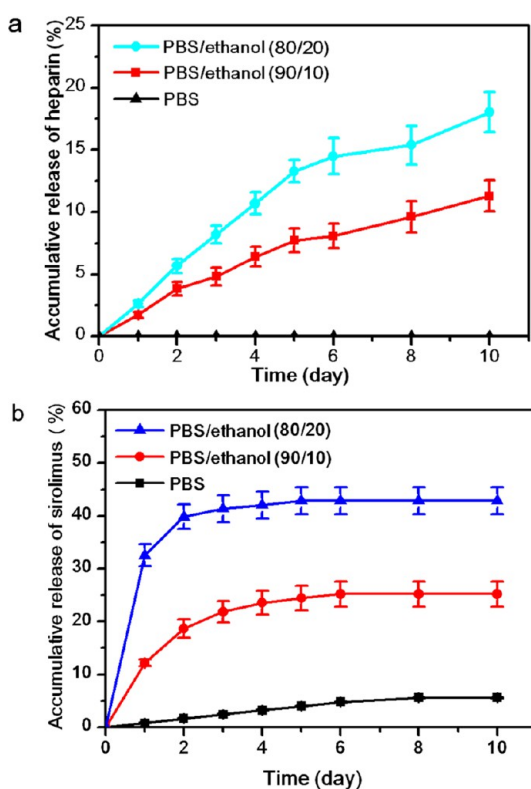 a
25
20
15
10
5
0
Accumulative release of heparin (%)
PBS/ethanol (80/20)
PBS/ethanol (90/10)
PBS
0 2 4 6 8 10
Time (day)
b
60
50
40
30
20
10
0
Accumulative release of sirolimus ( %)
PBS/ethanol (80/20)
PBS/ethanol (90/10)
PBS
0 2 4 6 8 10
Time (day)